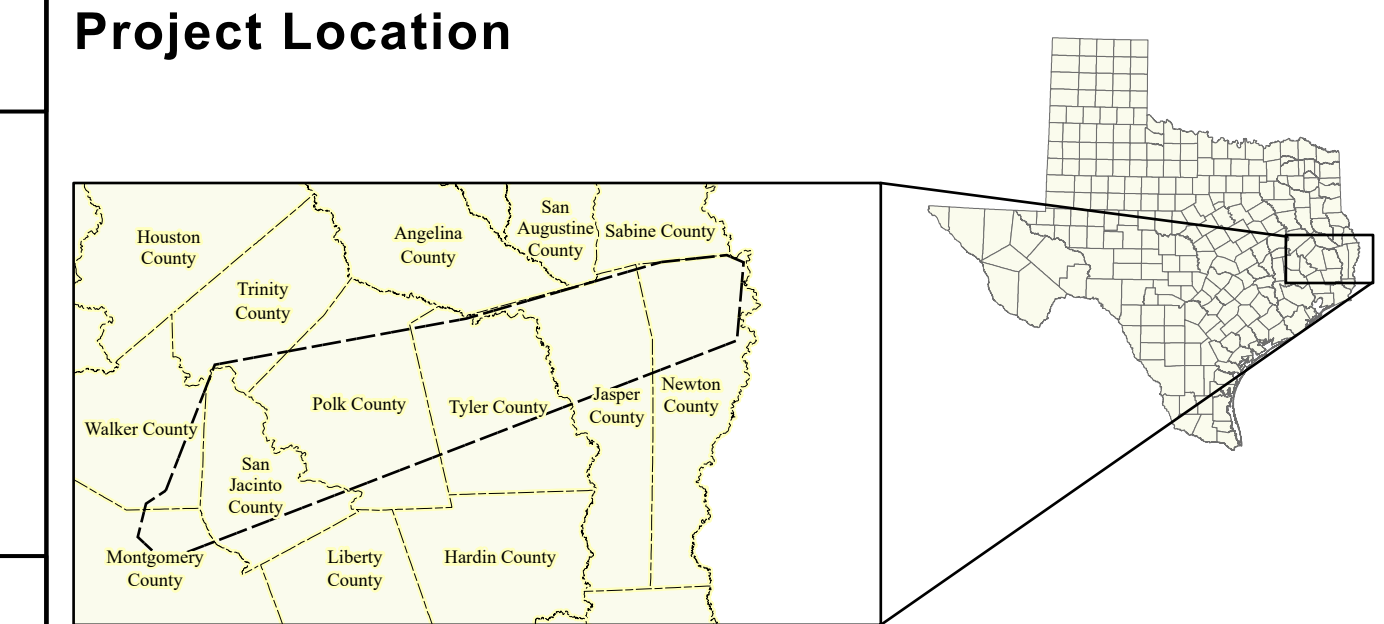 Project Location
San
Augustine
County
Sabine County
Houston
County
Angelina
County
Trinity
County
Polk County
Tyler County
Jasper
County
Newton
County
Walker County
San
Jacinto
County
Montgomery
County
Liberty
County
Hardin County